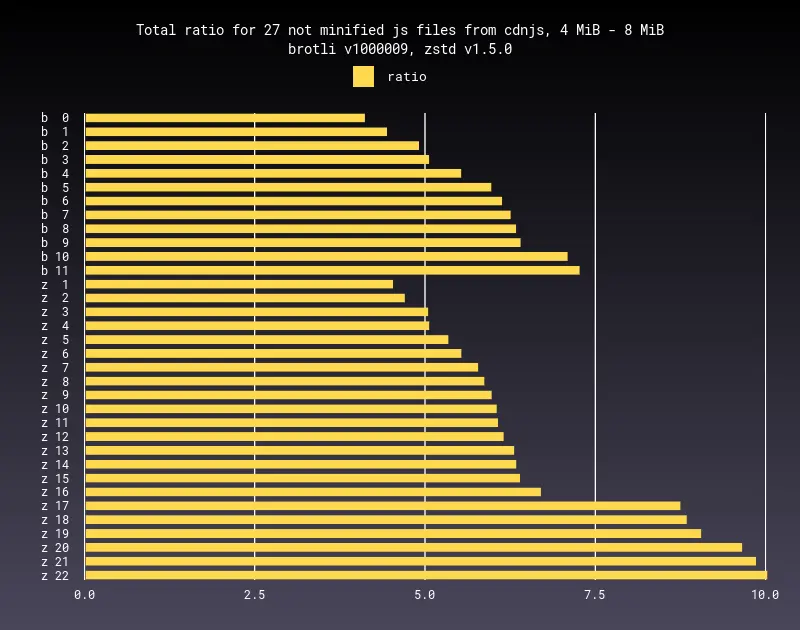 Total ratio for 27 not minified js files from cdnjs, 4 MiB - 8 MiB
brotli v1000009, zstd v1.5.0
ratio
b  0
b  1
b  2
b  3
b  4
b  5
b  6
b  7
b  8
b  9
b 10
b 11
z  1
z  2
z  3
z  4
z  5
z  6
z  7
z  8
z  9
z 10
z 11
z 12
z 13
z 14
z 15
z 16
z 17
z 18
z 19
z 20
z 21
z 22
0.0 2.5 5.0 7.5 10.0